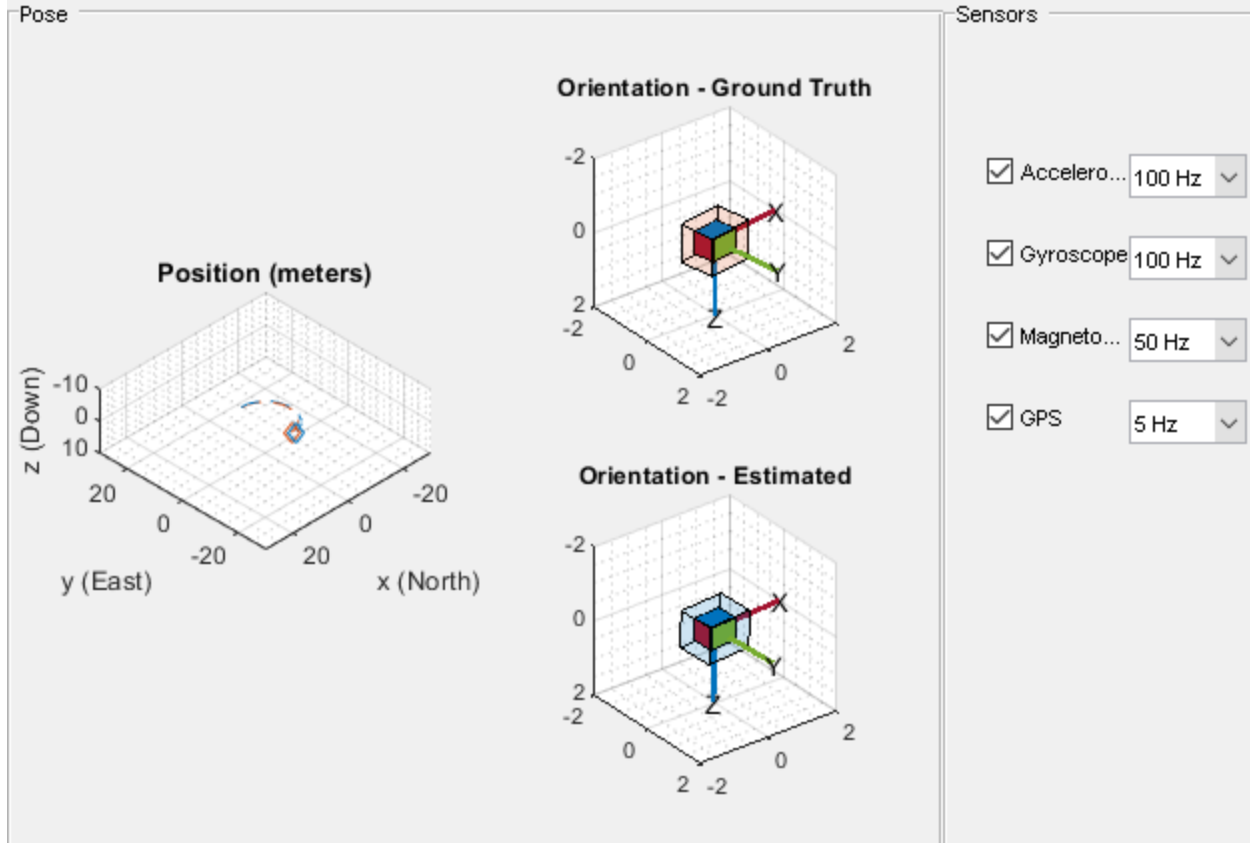 Pose
Position (meters)
z (Down)
-10
0
10
20
0
-20
y (East)
20
0
-20
x (North)
Orientation - Ground Truth
-2
0
2
-2
0
2
-2
0
2
X
Y
Z
Orientation - Estimated
-2
0
2
-2
0
2
-2
0
2
X
Y
Z
Sensors
Accelero... 100 Hz
Gyroscope 100 Hz
Magneto... 50 Hz
GPS 5 Hz